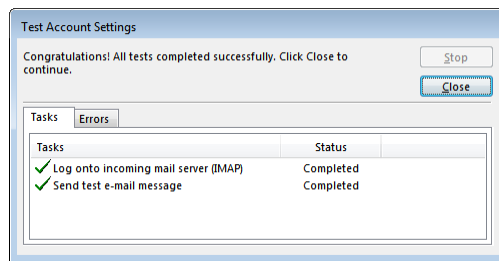 Test Account Settings
Congratulations! All tests completed successfully. Click Close to
continue.
Stop
Close
Tasks Errors
Tasks Status
Log onto incoming mail server (IMAP) Completed
Send test e-mail message Completed